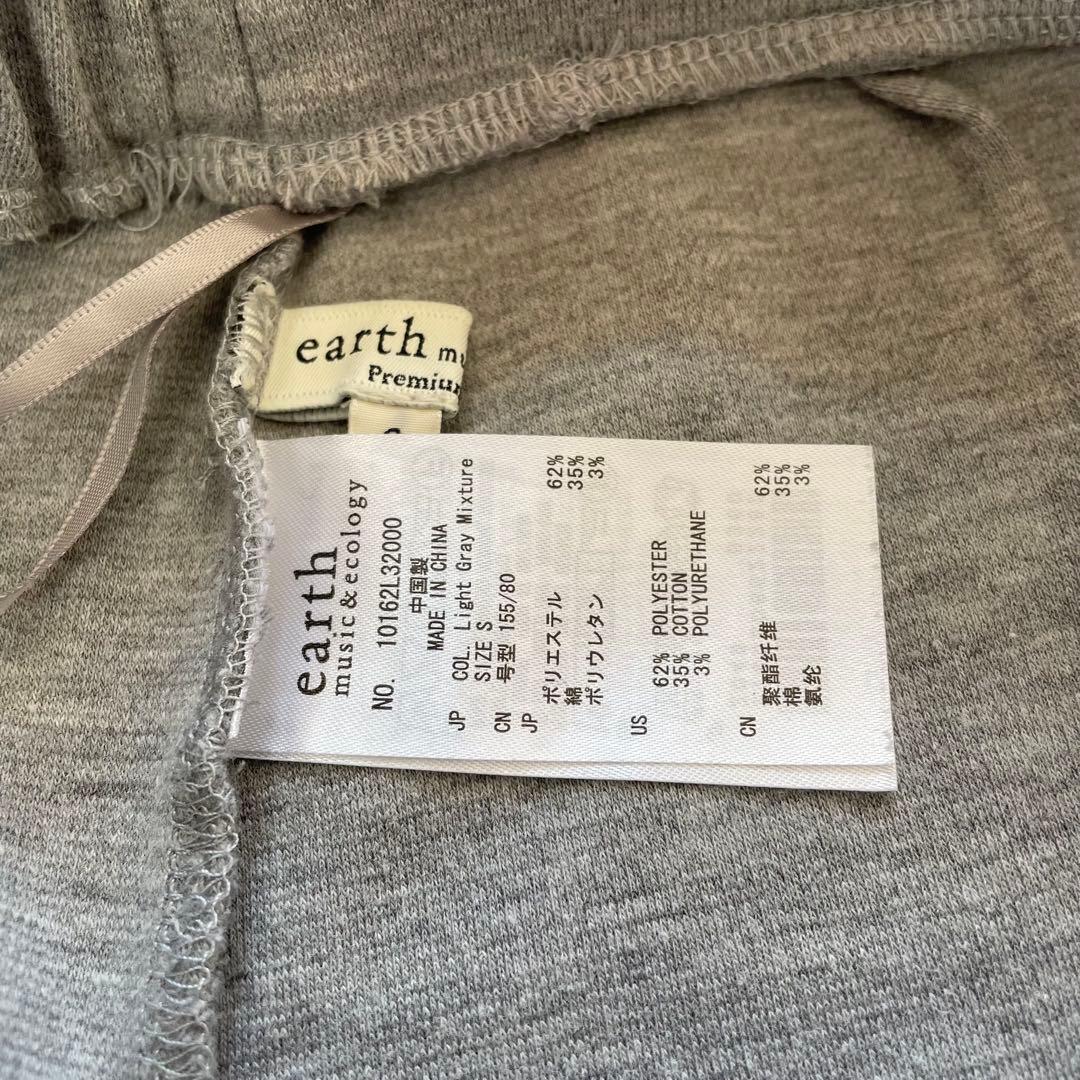 earth
Premium
earth
music&ecology
NO. 10162L32000
中国製
MADE IN CHINA
JP COL. Light Gray Mixture
SIZE S
CN 号型 155/80
JP ポリエステル 62%
綿 35%
ポリウレタン 3%
US 62% POLYESTER
35% COTTON
3% POLYURETHANE
CN 聚酯纤维 62%
棉 35%
氨纶 3%